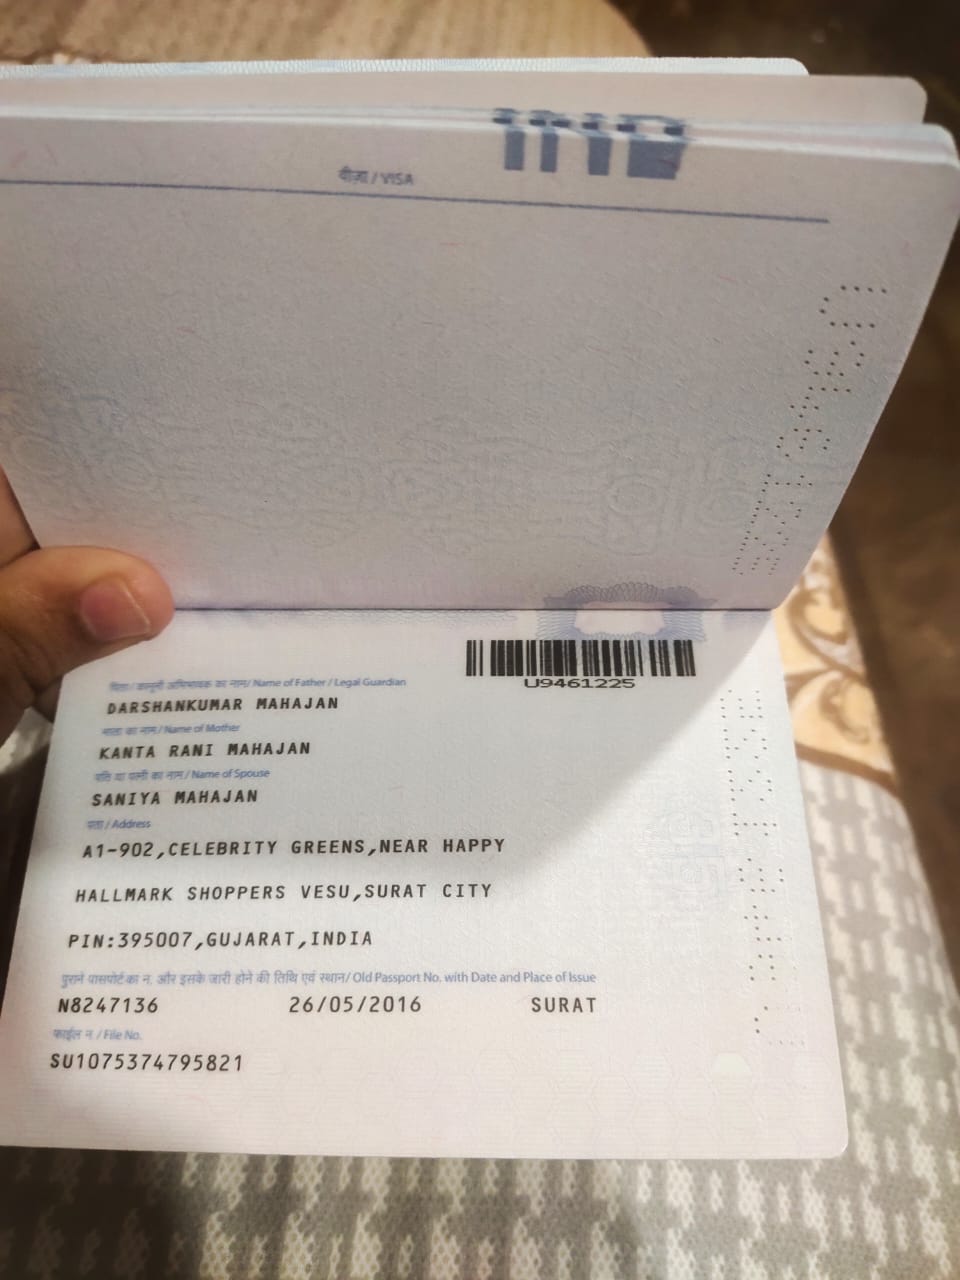 IND
वीज़ा / VISA
U9461225
पिता / कानूनी अभिभावक का नाम / Name of Father / Legal Guardian
DARSHANKUMAR MAHAJAN
माता का नाम / Name of Mother
KANTA RANI MAHAJAN
पति या पत्नी का नाम / Name of Spouse
SANIYA MAHAJAN
पता / Address
A1-902,CELEBRITY GREENS,NEAR HAPPY
HALLMARK SHOPPERS VESU,SURAT CITY
PIN:395007,GUJARAT,INDIA
पुराने पासपोर्ट का न. और इसके जारी होने की तिथि एवं स्थान / Old Passport No. with Date and Place of Issue
N8247136 26/05/2016 SURAT
फाईल न. / File No.
SU1075374795821